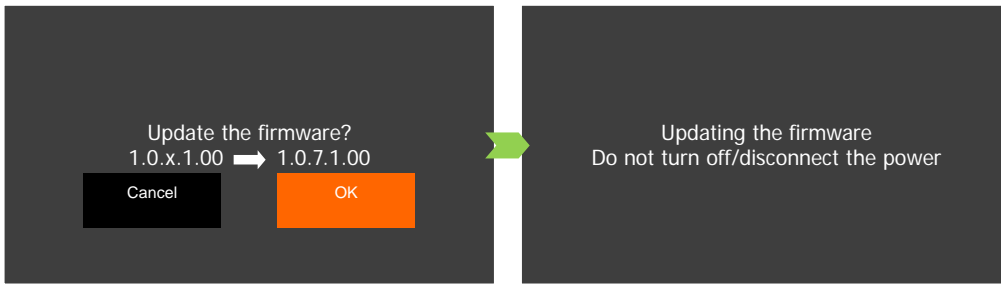 Update the firmware?
1.0.x.1.00 1.0.7.1.00
Cancel OK
Updating the firmware
Do not turn off/disconnect the power